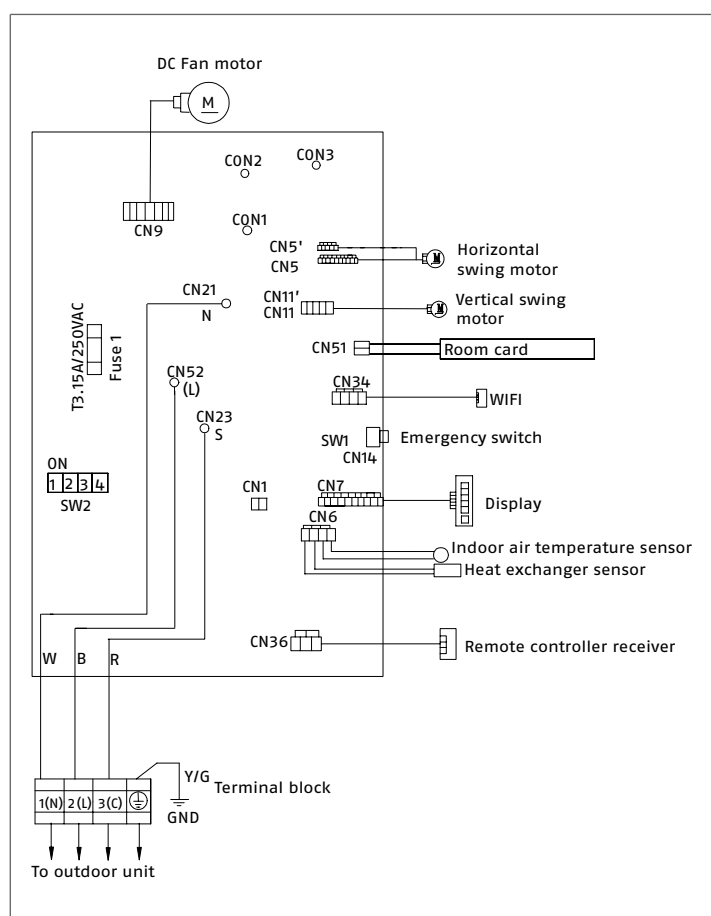 DC Fan motor
M
CON2
CON3
CN9
CON1
CN5'
CN5
Horizontal
swing motor
M
CN21
N
CN11'
CN11
Vertical swing
motor
M
T3.15A/250VAC
Fuse 1
CN51
Room card
CN52
(L)
CN34
WIFI
CN23
S
SW1
Emergency switch
CN14
ON
1 2 3 4
SW2
CN1
CN7
Display
CN6
Indoor air temperature sensor
Heat exchanger sensor
CN36
Remote controller receiver
W B R
Y/G
Terminal block
1(N) 2(L) 3(C)
GND
To outdoor unit